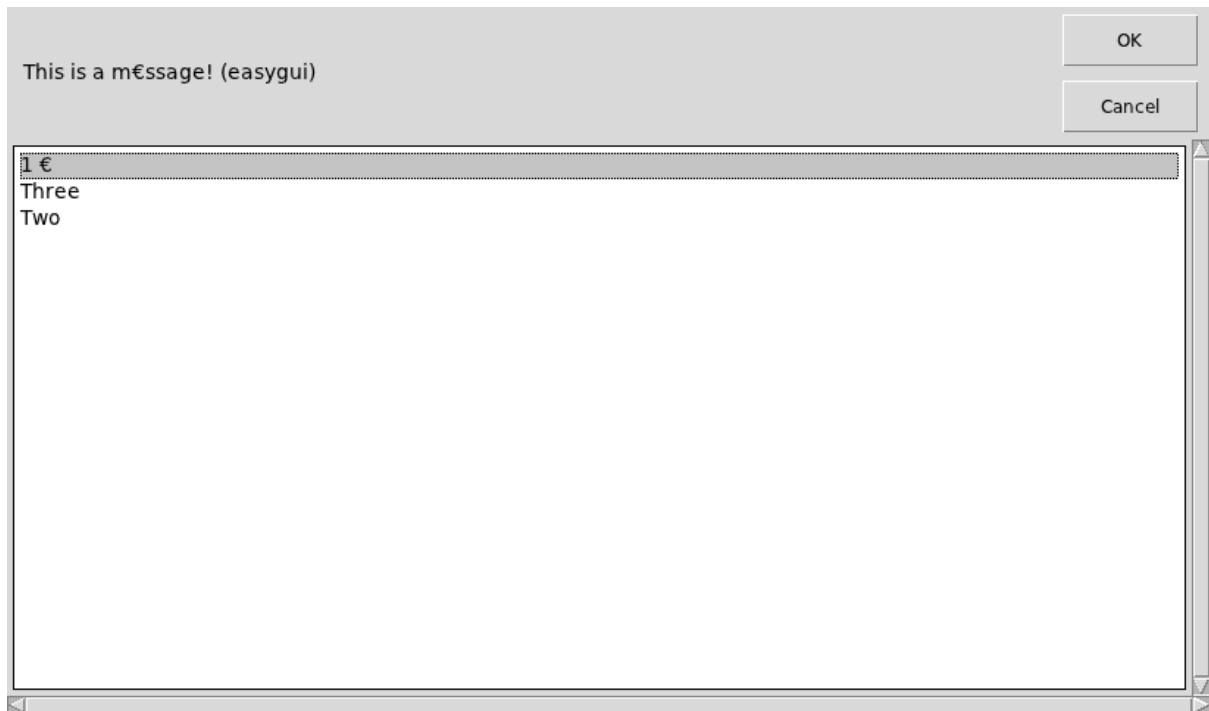 OK
This is a m€ssage! (easygui)
Cancel
1 €
Three
Two